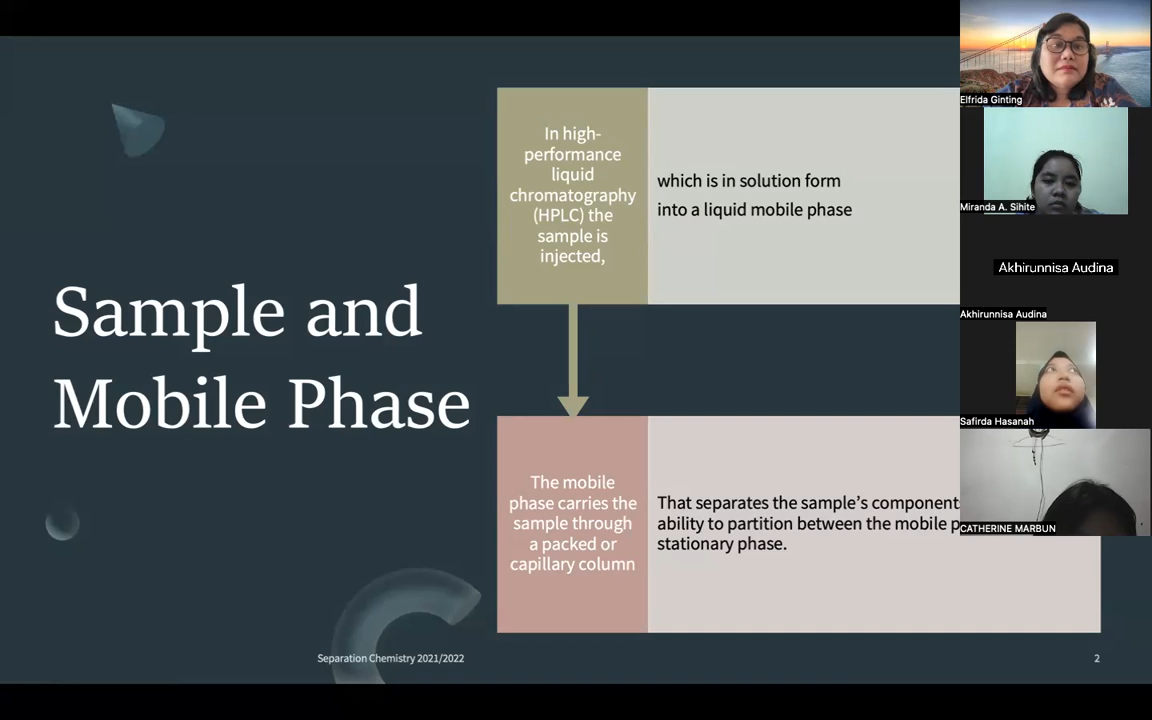 Sample and
Mobile Phase
In high-
performance
liquid
chromatography
(HPLC) the
sample is
injected,
which is in solution form
into a liquid mobile phase
The mobile
phase carries the
sample through
a packed or
capillary column
That separates the sample’s component
ability to partition between the mobile p
stationary phase.
Separation Chemistry 2021/2022
2
Elfrida Ginting
Miranda A. Sihite
Akhirunnisa Audina
Akhirunnisa Audina
Safirda Hasanah
CATHERINE MARBUN